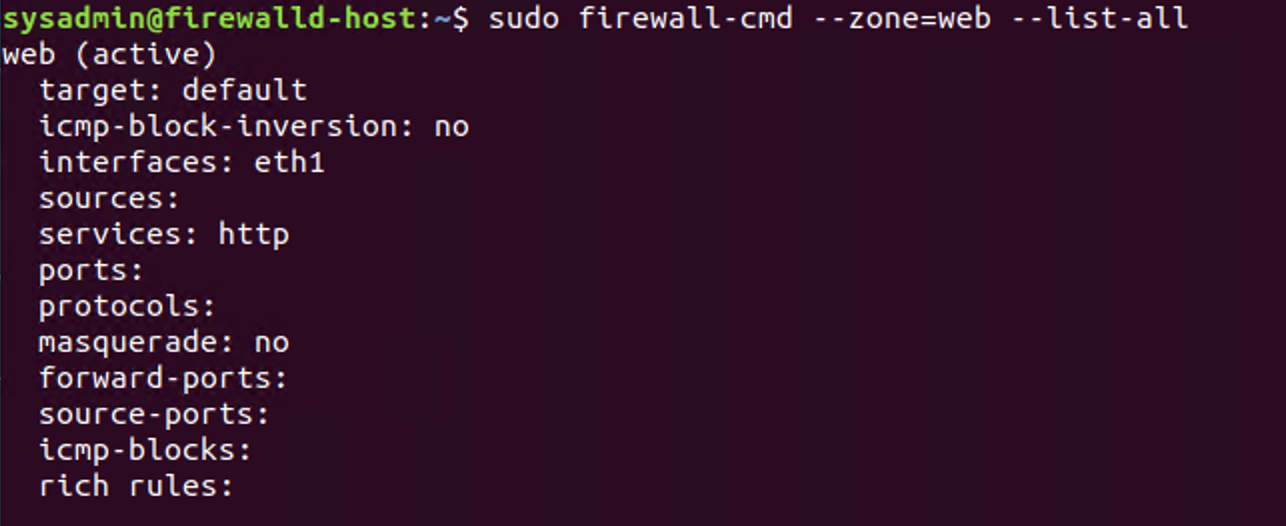 sysadmin@firewalld-host:~$ sudo firewall-cmd --zone=web --list-all
web (active)
  target: default
  icmp-block-inversion: no
  interfaces: eth1
  sources:
  services: http
  ports:
  protocols:
  masquerade: no
  forward-ports:
  source-ports:
  icmp-blocks:
  rich rules: